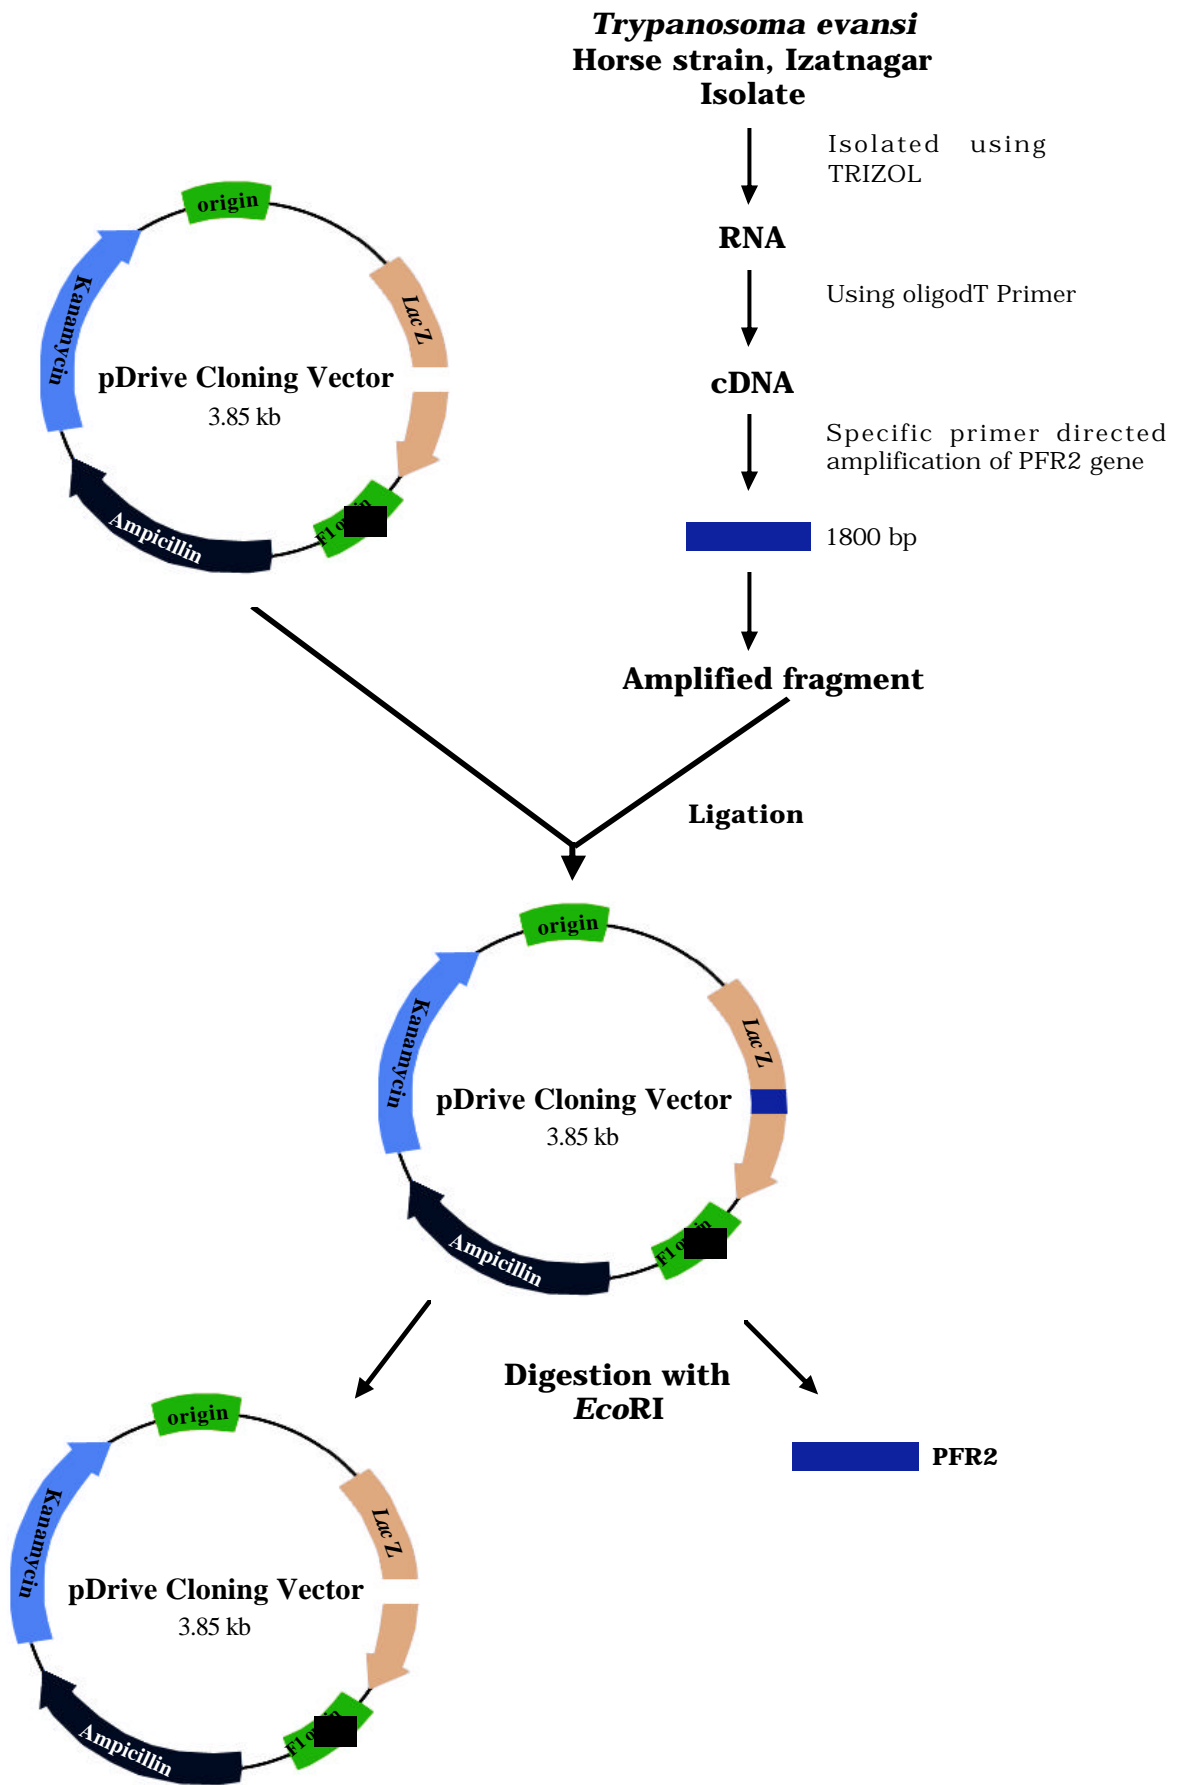 Trypanosoma evansi
Horse strain, Izatnagar
Isolate
Isolated using
TRIZOL
RNA
Using oligodT Primer
cDNA
Specific primer directed
amplification of PFR2 gene
1800 bp
Amplified fragment
origin
Kanamycin
Lac Z
pDrive Cloning Vector
3.85 kb
Ampicillin
F1
Ligation
origin
Kanamycin
Lac Z
pDrive Cloning Vector
3.85 kb
Ampicillin
F1
Digestion with
EcoRI
PFR2
origin
Kanamycin
Lac Z
pDrive Cloning Vector
3.85 kb
Ampicillin
F1